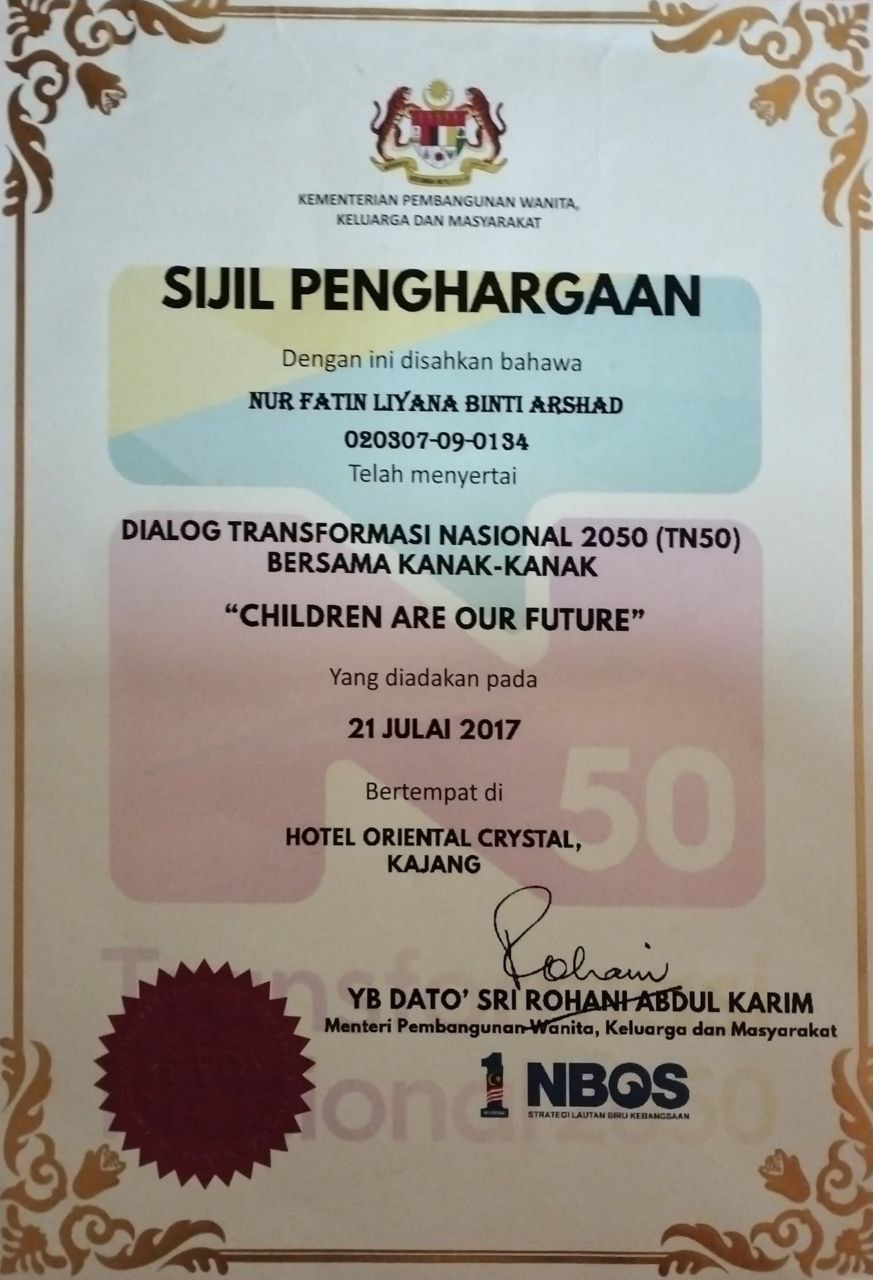 KEMENTERIAN PEMBANGUNAN WANITA,
KELUARGA DAN MASYARAKAT
SIJIL PENGHARGAAN
Dengan ini disahkan bahawa
NUR FATIN LIYANA BINTI ARSHAD
020307-09-0134
Telah menyertai
DIALOG TRANSFORMASI NASIONAL 2050 (TN50)
BERSAMA KANAK-KANAK
“CHILDREN ARE OUR FUTURE”
Yang diadakan pada
21 JULAI 2017
50
Bertempat di
HOTEL ORIENTAL CRYSTAL,
KAJANG
Rohani
YB DATO’ SRI ROHANI ABDUL KARIM
Menteri Pembangunan Wanita, Keluarga dan Masyarakat
1 NBOS
STRATEGI LAUTAN BIRU KEBANGSAAN